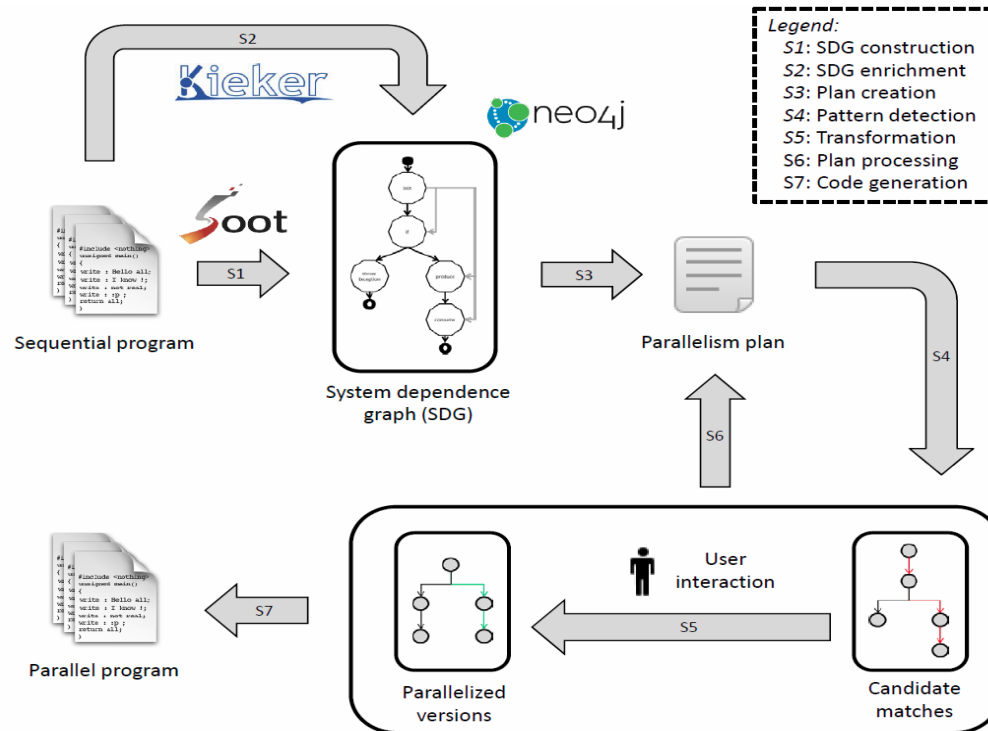 S2
Kieker
neo4j
Legend:
S1: SDG construction
S2: SDG enrichment
S3: Plan creation
S4: Pattern detection
S5: Transformation
S6: Plan processing
S7: Code generation
Soot
#include <nothing>
unsigned main()
{
write : Hello all;
write : I know !;
write : not real;
write : :p ;
return all;
}
S1
if
produce
consume
S3
Sequential program
System dependence
graph (SDG)
Parallelism plan
S4
S6
User
interaction
S5
S7
#include <nothing>
unsigned main()
{
write : Hello all;
write : I know !;
write : not real;
write : :p ;
return all;
}
Parallel program
Parallelized
versions
Candidate
matches